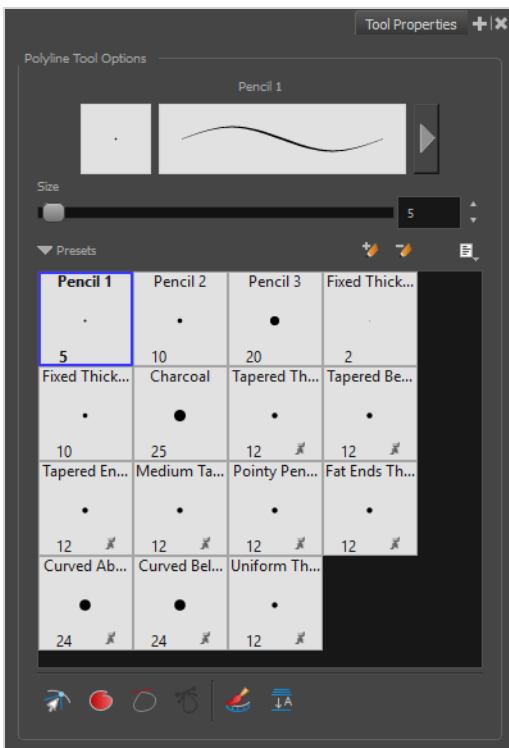 Tool Properties
Polyline Tool Options
Pencil 1
Size
5
Presets
Pencil 1 Pencil 2 Pencil 3 Fixed Thick...
5 10 20 2
Fixed Thick... Charcoal Tapered Th... Tapered Be...
10 25 12 12
Tapered En... Medium Ta... Pointy Pen... Fat Ends Th...
12 12 12 12
Curved Ab... Curved Bel... Uniform Th...
24 24 12
A